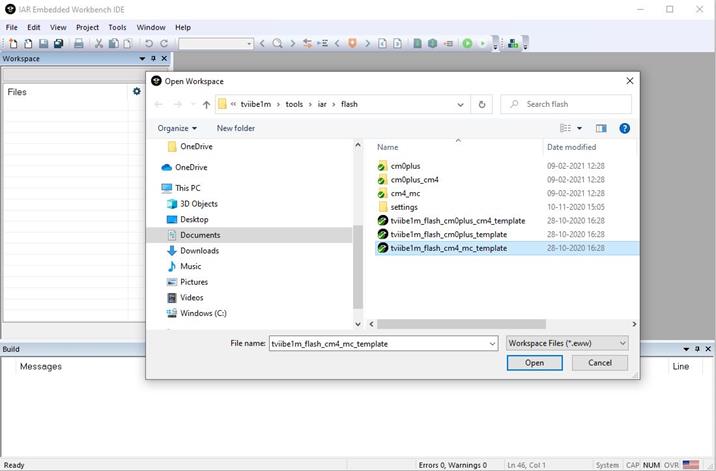 IAR Embedded Workbench IDE
File Edit View Project Tools Window Help
Workspace
Files
Open Workspace
« tviibe1m > tools > iar > flash
Search flash
Organize New folder
OneDrive
OneDrive
This PC
3D Objects
Desktop
Documents
Downloads
Music
Pictures
Videos
Windows (C:)
Name Date modified
cm0plus 09-02-2021 12:28
cm0plus_cm4 09-02-2021 12:28
cm4_mc 09-02-2021 12:28
settings 10-11-2020 15:05
tviibe1m_flash_cm0plus_cm4_template 28-10-2020 16:28
tviibe1m_flash_cm0plus_template 28-10-2020 16:28
tviibe1m_flash_cm4_mc_template 28-10-2020 16:28
File name: tviibe1m_flash_cm4_mc_template Workspace Files (*.eww)
Open Cancel
Build
Messages Line
Ready Errors 0, Warnings 0 Ln 46, Col 1 System CAP NUM OVR